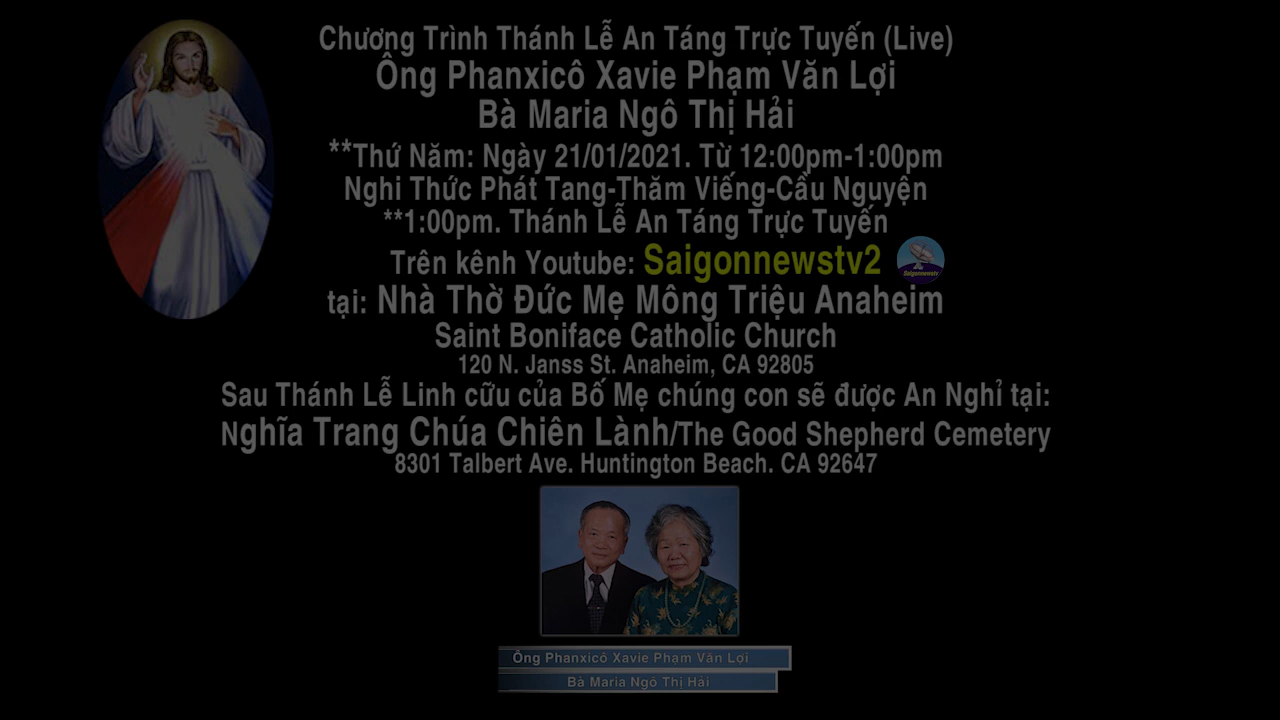 Chương Trình Thánh Lễ An Táng Trực Tuyến (Live)
Ông Phanxicô Xavie Phạm Văn Lợi
Bà Maria Ngô Thị Hải
**Thứ Năm: Ngày 21/01/2021. Từ 12:00pm-1:00pm
Nghi Thức Phát Tang-Thăm Viếng-Cầu Nguyện
**1:00pm. Thánh Lễ An Táng Trực Tuyến
Trên kênh Youtube: Saigonnewstv2
Saigonnewstv
tại: Nhà Thờ Đức Mẹ Mông Triệu Anaheim
Saint Boniface Catholic Church
120 N. Janss St. Anaheim, CA 92805
Sau Thánh Lễ Linh cữu của Bố Mẹ chúng con sẽ được An Nghỉ tại:
Nghĩa Trang Chúa Chiên Lành/The Good Shepherd Cemetery
8301 Talbert Ave. Huntington Beach. CA 92647
Ông Phanxicô Xavie Phạm Văn Lợi
Bà Maria Ngô Thị Hải